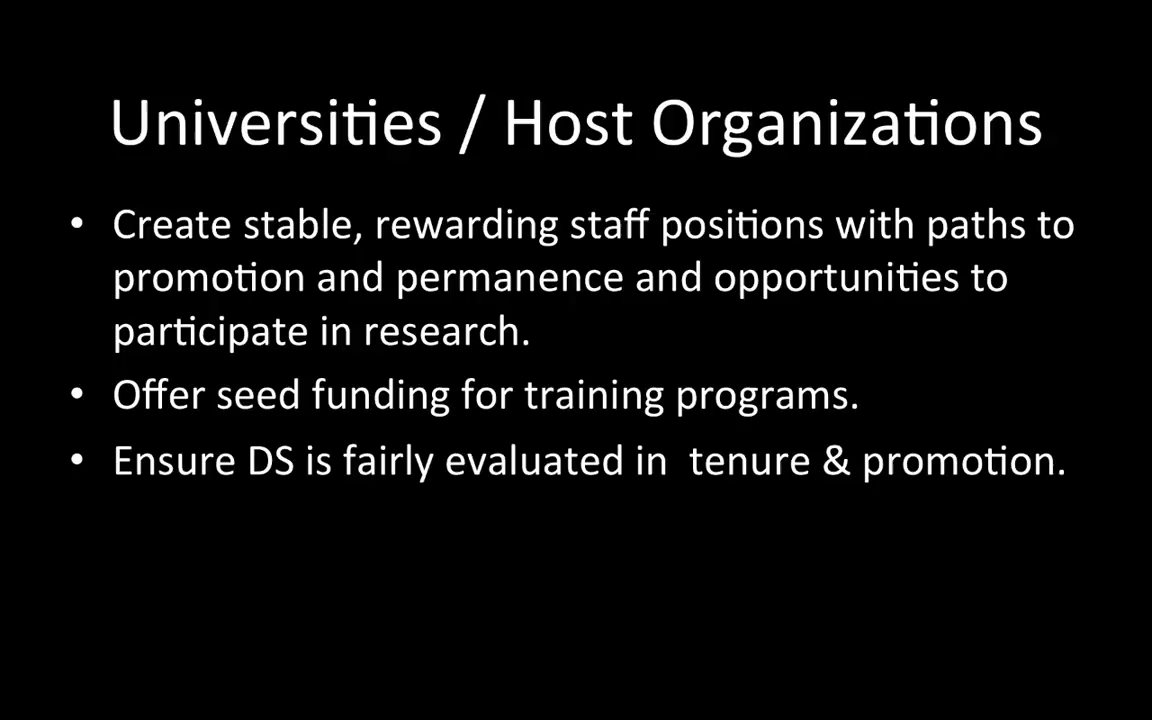 Universities / Host Organizations
• Create stable, rewarding staff positions with paths to
promotion and permanence and opportunities to
participate in research.
• Offer seed funding for training programs.
• Ensure DS is fairly evaluated in  tenure & promotion.